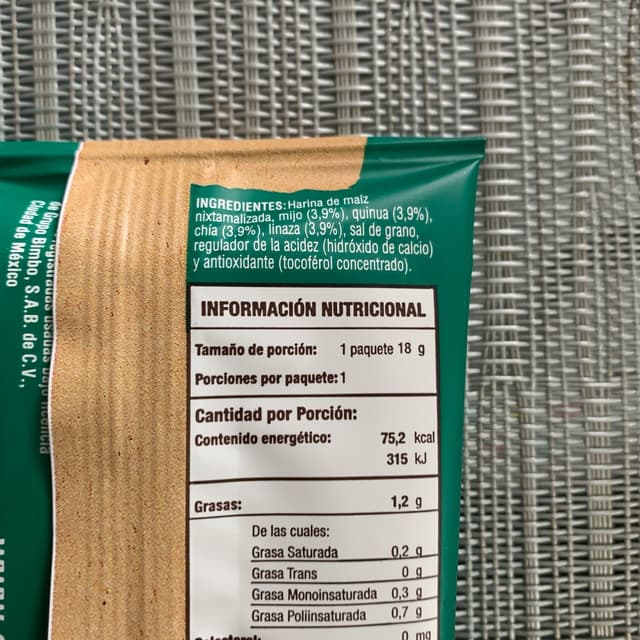 INGREDIENTES: Harina de maíz
nixtamalizada, mijo (3,9%), quinua (3,9%),
chía (3,9%), linaza (3,9%), sal de grano,
regulador de la acidez (hidróxido de calcio)
y antioxidante (tocoférol concentrado).
INFORMACIÓN NUTRICIONAL
Tamaño de porción: 1 paquete 18 g
Porciones por paquete: 1
Cantidad por Porción:
Contenido energético: 75,2 kcal
315 kJ
Grasas: 1,2 g
De las cuales:
Grasa Saturada 0,2 g
Grasa Trans 0 g
Grasa Monoinsaturada 0,3 g
Grasa Poliinsaturada 0,7 g
0 mg
de Grupo Bimbo, S.A.B. de C.V.,
Ciudad de México